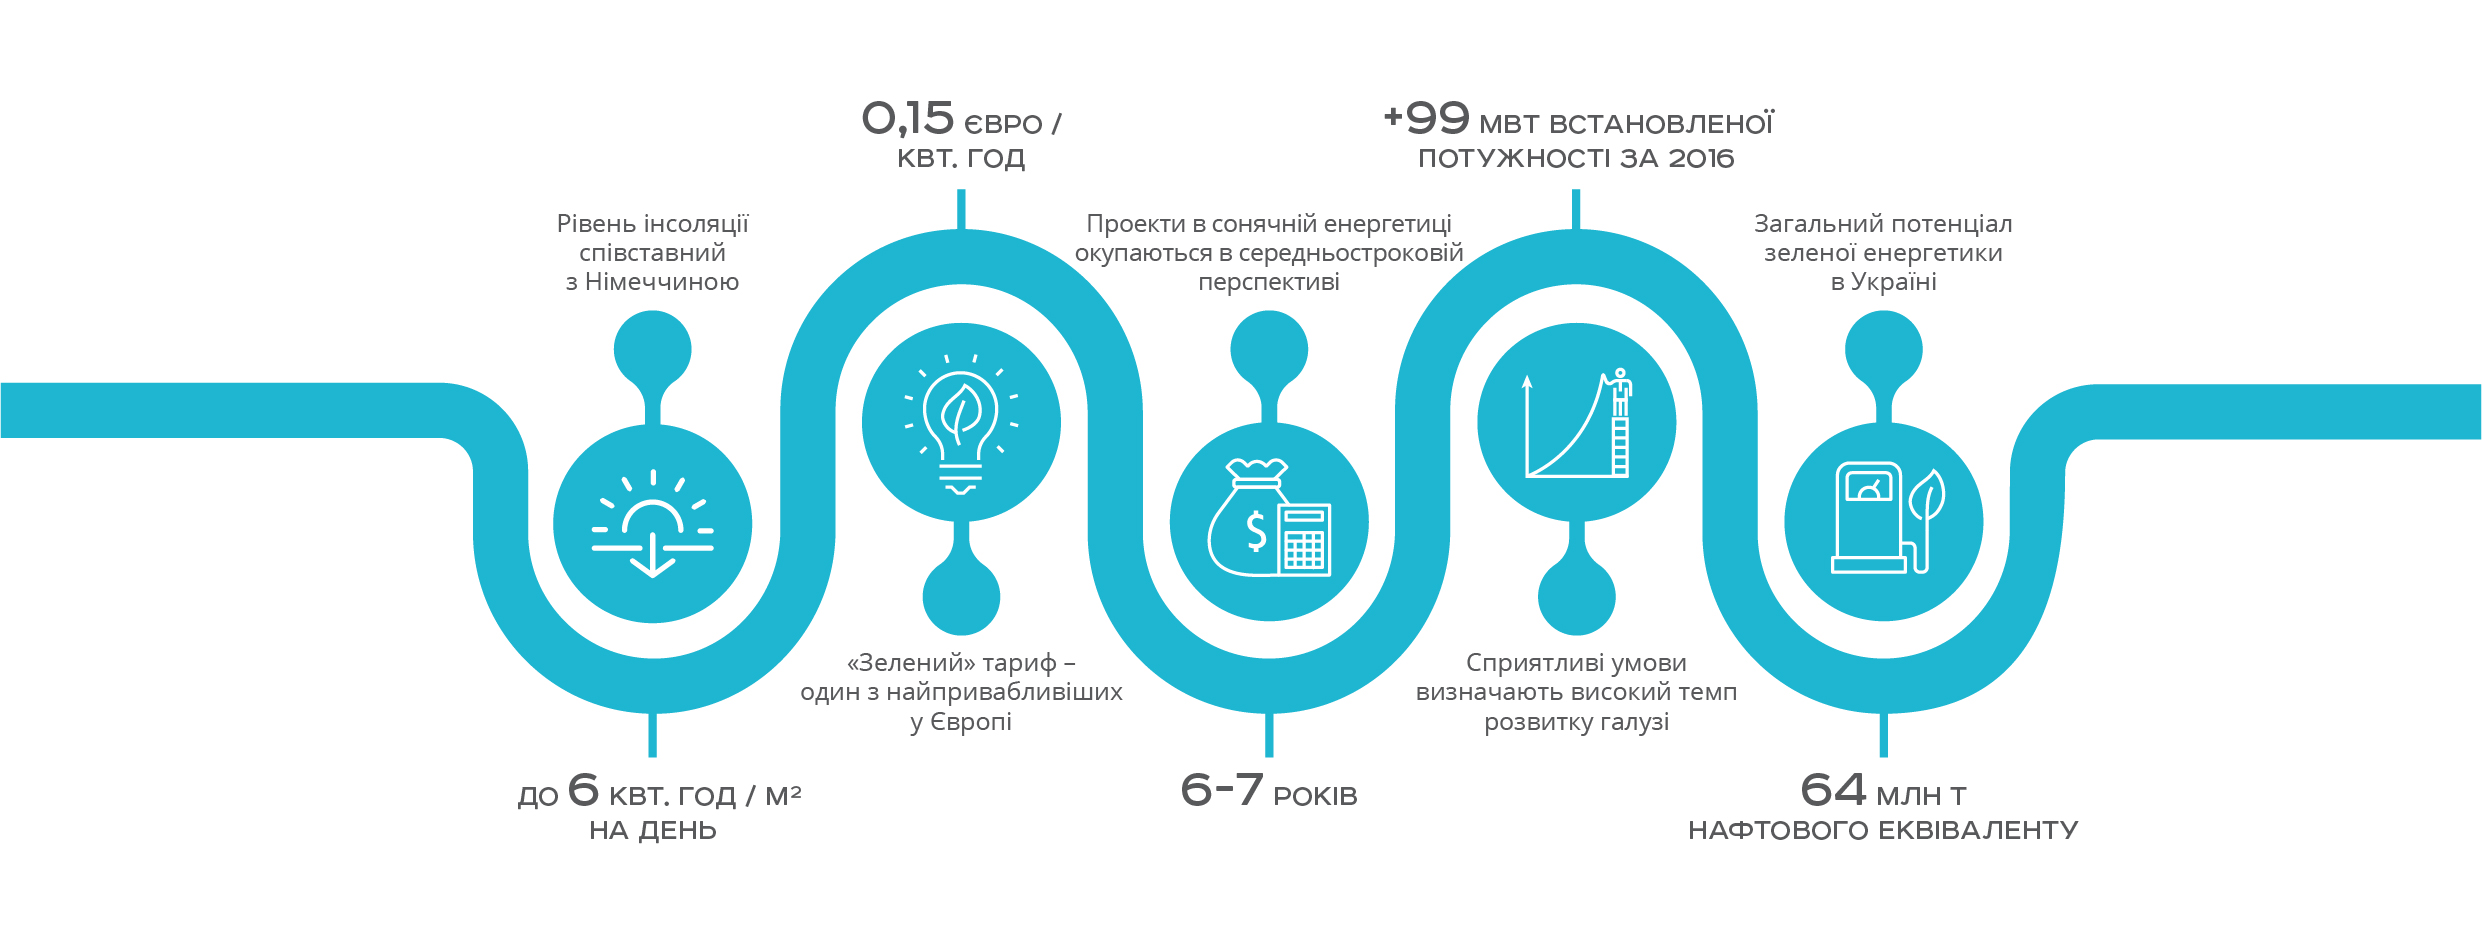 Рівень інсоляції
співставний
з Німеччиною
ДО 6 КВТ. ГОД / М²
НА ДЕНЬ
0,15 ЄВРО /
КВТ. ГОД
«Зелений» тариф –
один з найпривабливіших
у Європі
Проекти в сонячній енергетиці
окупаються в середньостроковій
перспективі
$
6-7 РОКІВ
+99 МВТ ВСТАНОВЛЕНОЇ
ПОТУЖНОСТІ ЗА 2016
Сприятливі умови
визначають високий темп
розвитку галузі
Загальний потенціал
зеленої енергетики
в Україні
64 МЛН Т
НАФТОВОГО ЕКВІВАЛЕНТУ